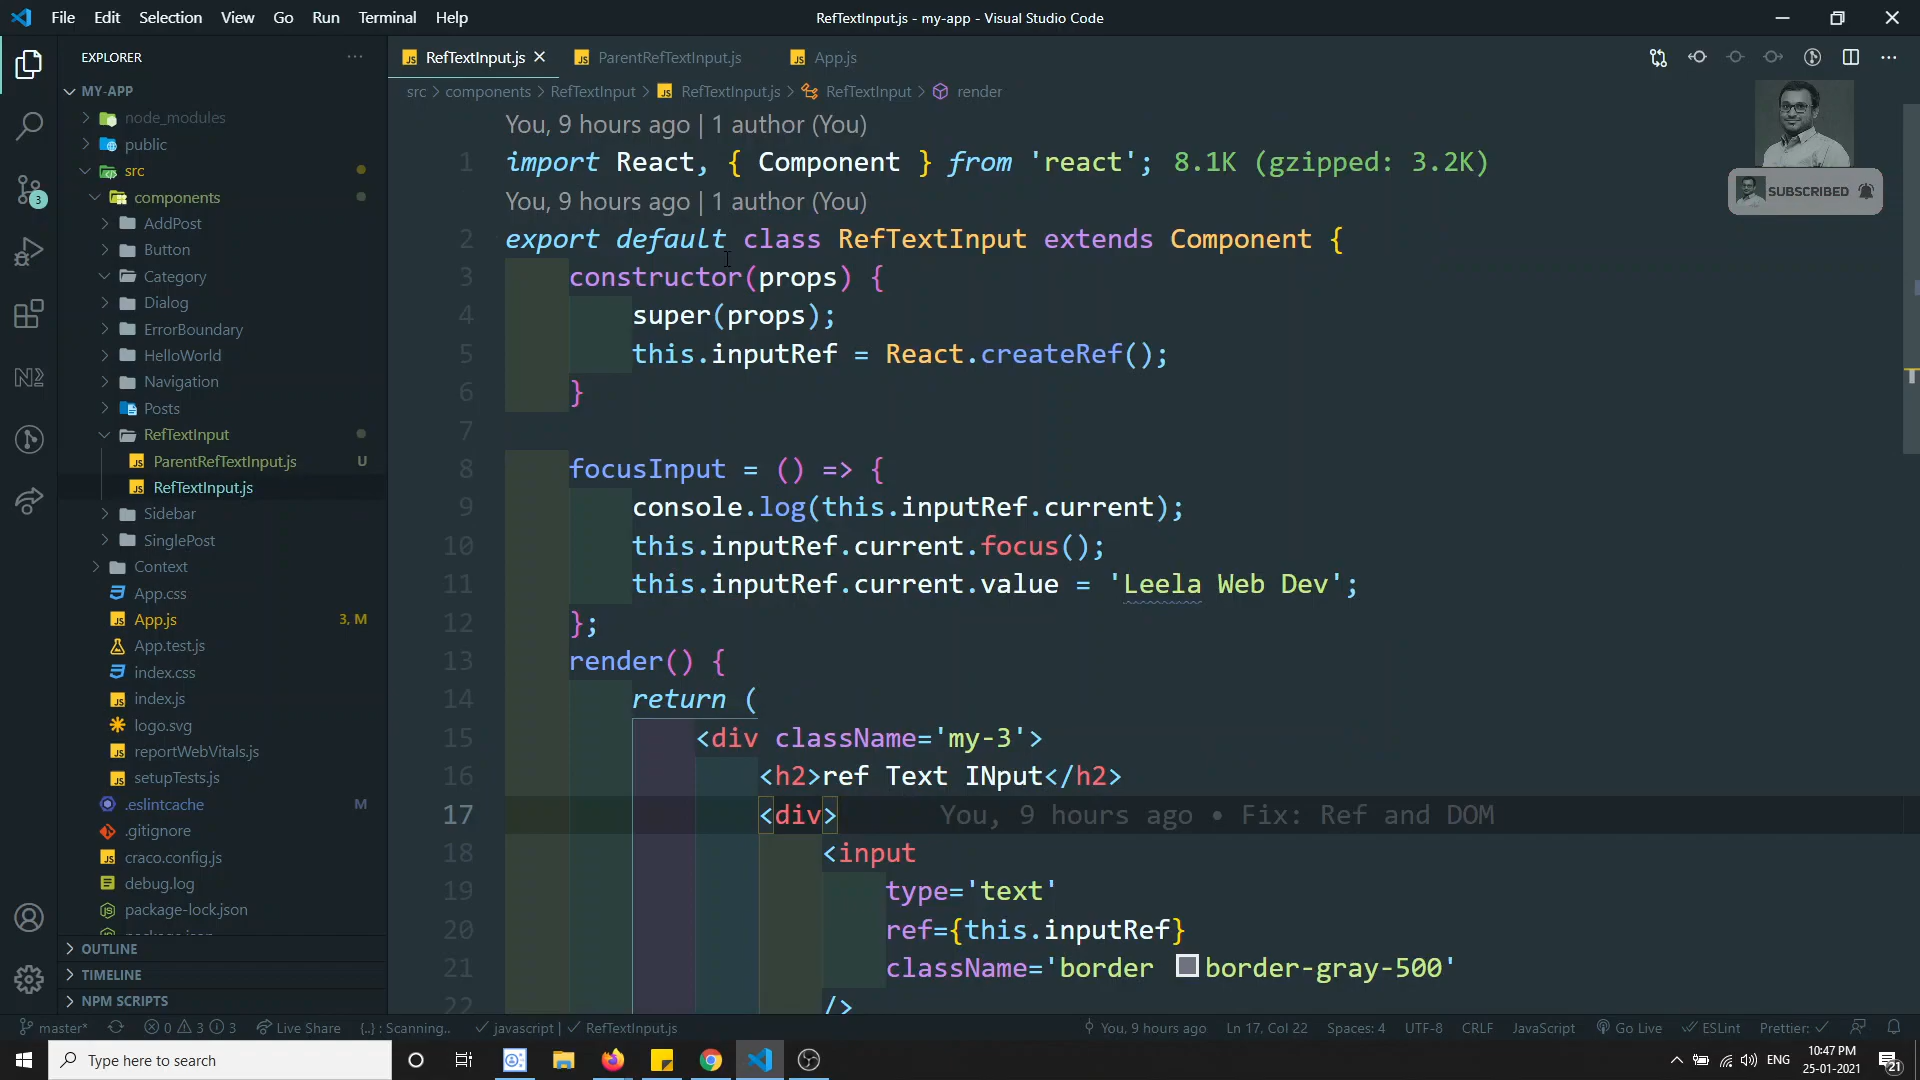 File Edit Selection View Go Run Terminal Help
RefTextInput.js - my-app - Visual Studio Code
EXPLORER
MY-APP
node_modules
public
src
components
AddPost
Button
Category
Dialog
ErrorBoundary
HelloWorld
Navigation
Posts
RefTextInput
ParentRefTextInput.js U
RefTextInput.js
Sidebar
SinglePost
Context
App.css
App.js 3, M
App.test.js
index.css
index.js
logo.svg
reportWebVitals.js
setupTests.js
.eslintcache M
.gitignore
craco.config.js
debug.log
package-lock.json
OUTLINE
TIMELINE
NPM SCRIPTS
3
RefTextInput.js ParentRefTextInput.js App.js
src > components > RefTextInput > RefTextInput.js > RefTextInput > render
SUBSCRIBED
You, 9 hours ago | 1 author (You)
1 import React, { Component } from 'react'; 8.1K (gzipped: 3.2K)
You, 9 hours ago | 1 author (You)
2 export default class RefTextInput extends Component {
3 constructor(props) {
4 super(props);
5 this.inputRef = React.createRef();
6 }
7
8 focusInput = () => {
9 console.log(this.inputRef.current);
10 this.inputRef.current.focus();
11 this.inputRef.current.value = 'Leela Web Dev';
12 };
13 render() {
14 return (
15 <div className='my-3'>
16 <h2>ref Text INput</h2>
17 <div> You, 9 hours ago • Fix: Ref and DOM
18 <input
19 type='text'
20 ref={this.inputRef}
21 className='border border-gray-500'
22 />
master* 0 3 3 Live Share {..} : Scanning.. javascript | RefTextInput.js You, 9 hours ago Ln 17, Col 22 Spaces: 4 UTF-8 CRLF JavaScript Go Live ESLint Prettier:
Type here to search
ENG
10:47 PM
25-01-2021
21